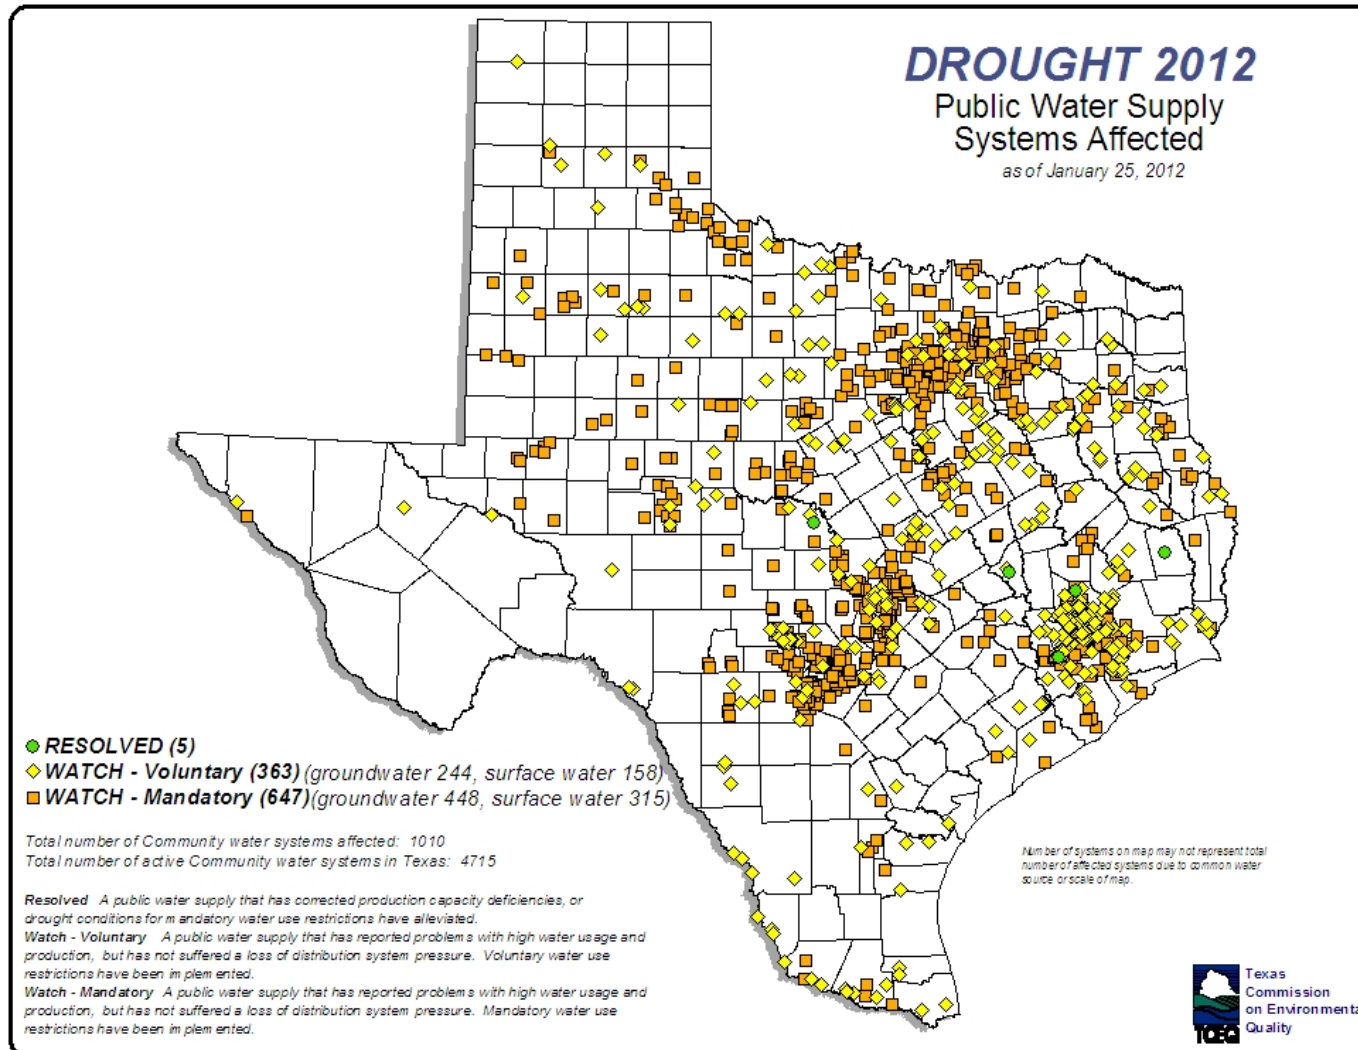 DROUGHT 2012
Public Water Supply
Systems Affected
as of January 25, 2012
RESOLVED (5)
WATCH - Voluntary (363) (groundwater 244, surface water 158)
WATCH - Mandatory (647)(groundwater 448, surface water 315)
Total number of Community water systems affected: 1010
Total number of active Community water systems in Texas: 4715
Resolved A public water supply that has corrected production capacity deficiencies, or
drought conditions for mandatory water use restrictions have alleviated.
Watch - Voluntary A public water supply that has reported problems with high water usage and
production, but has not suffered a loss of distribution system pressure. Voluntary water use
restrictions have been implemented.
Watch - Mandatory A public water supply that has reported problems with high water usage and
production, but has not suffered a loss of distribution system pressure. Mandatory water use
restrictions have been implemented.
Number of systems on map may not represent total
number of affected systems due to common water
source or scale of map.
TCEQ
Texas
Commission
on Environmenta
Quality